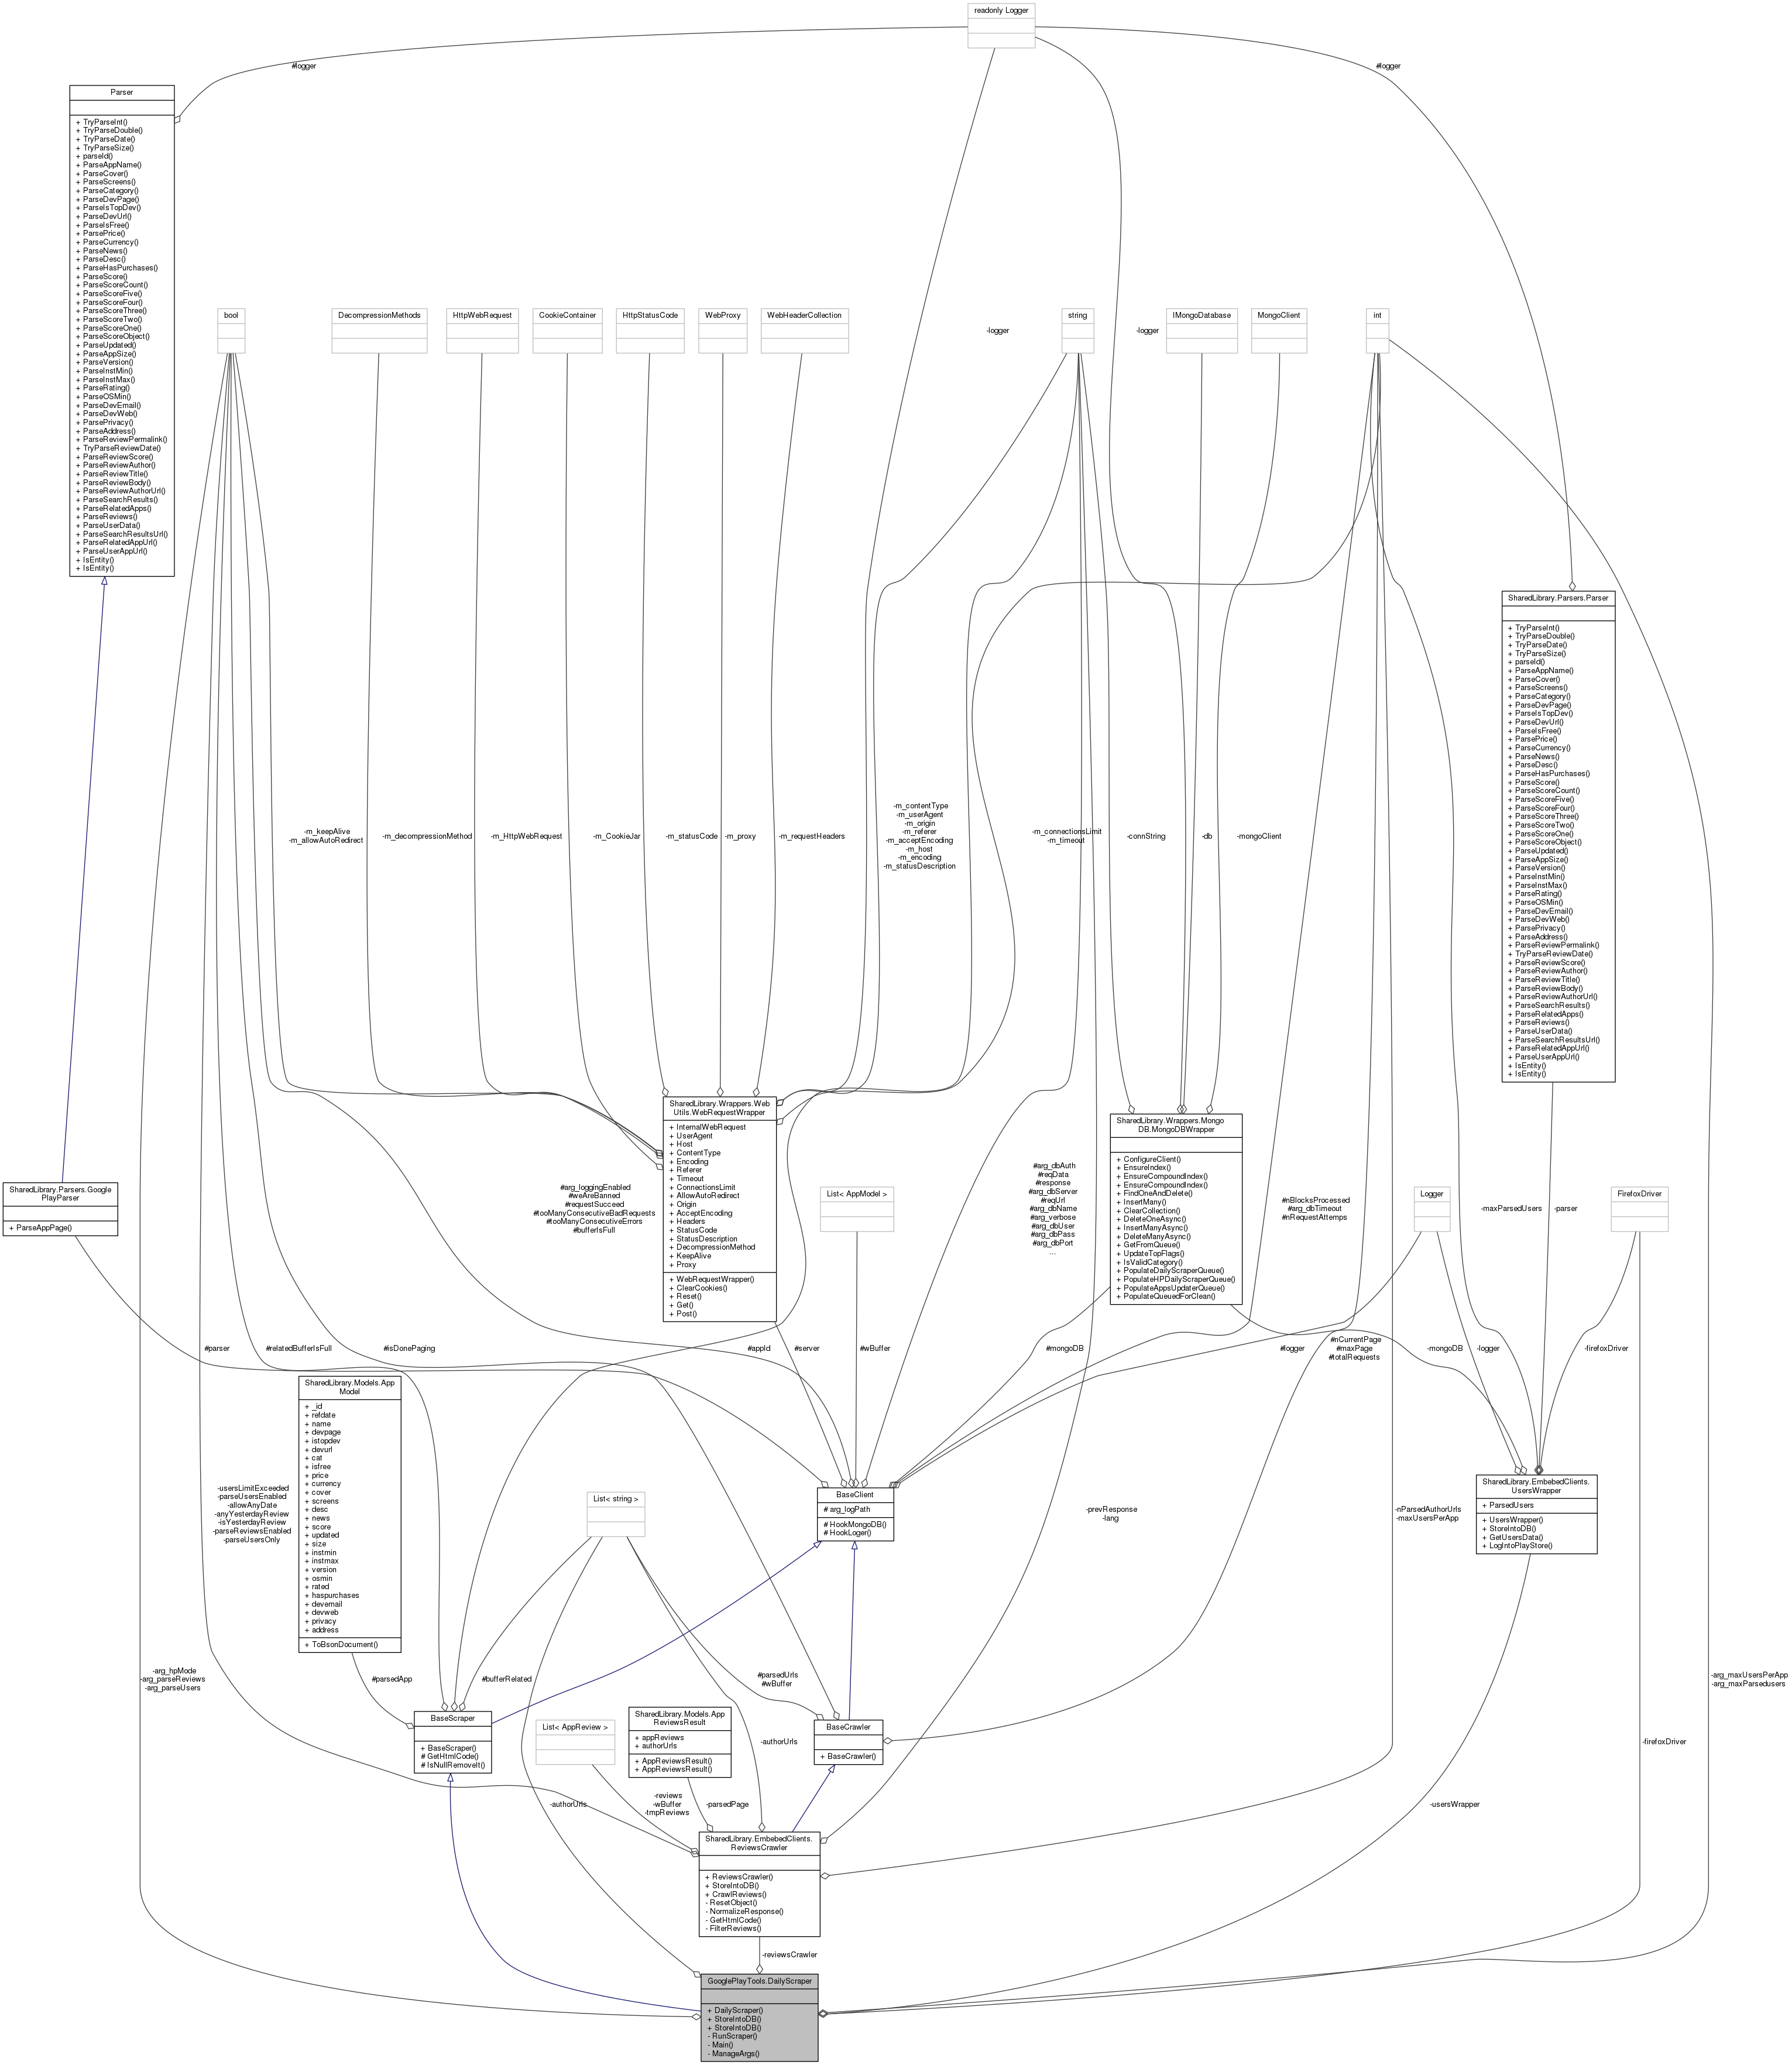 readonly Logger
#logger
#logger
Parser
+ TryParseInt()
+ TryParseDouble()
+ TryParseDate()
+ TryParseSize()
+ parseId()
+ ParseAppName()
+ ParseCover()
+ ParseScreens()
+ ParseCategory()
+ ParseDevPage()
+ ParseIsTopDev()
+ ParseDevUrl()
+ ParseIsFree()
+ ParsePrice()
+ ParseCurrency()
+ ParseNews()
+ ParseDesc()
+ ParseHasPurchases()
+ ParseScore()
+ ParseScoreCount()
+ ParseScoreFive()
+ ParseScoreFour()
+ ParseScoreThree()
+ ParseScoreTwo()
+ ParseScoreOne()
+ ParseScoreObject()
+ ParseUpdated()
+ ParseAppSize()
+ ParseVersion()
+ ParseInstMin()
+ ParseInstMax()
+ ParseRating()
+ ParseOSMin()
+ ParseDevEmail()
+ ParseDevWeb()
+ ParsePrivacy()
+ ParseAddress()
+ ParseReviewPermalink()
+ TryParseReviewDate()
+ ParseReviewScore()
+ ParseReviewAuthor()
+ ParseReviewTitle()
+ ParseReviewBody()
+ ParseReviewAuthorUrl()
+ ParseSearchResults()
+ ParseRelatedApps()
+ ParseReviews()
+ ParseUserData()
+ ParseSearchResultsUrl()
+ ParseRelatedAppUrl()
+ ParseUserAppUrl()
+ IsEntity()
+ IsEntity()
bool
DecompressionMethods
HttpWebRequest
CookieContainer
HttpStatusCode
WebProxy
WebHeaderCollection
string
IMongoDatabase
MongoClient
int
-logger
-logger
SharedLibrary.Parsers.Parser
+ TryParseInt()
+ TryParseDouble()
+ TryParseDate()
+ TryParseSize()
+ parseId()
+ ParseAppName()
+ ParseCover()
+ ParseScreens()
+ ParseCategory()
+ ParseDevPage()
+ ParseIsTopDev()
+ ParseDevUrl()
+ ParseIsFree()
+ ParsePrice()
+ ParseCurrency()
+ ParseNews()
+ ParseDesc()
+ ParseHasPurchases()
+ ParseScore()
+ ParseScoreCount()
+ ParseScoreFive()
+ ParseScoreFour()
+ ParseScoreThree()
+ ParseScoreTwo()
+ ParseScoreOne()
+ ParseScoreObject()
+ ParseUpdated()
+ ParseAppSize()
+ ParseVersion()
+ ParseInstMin()
+ ParseInstMax()
+ ParseRating()
+ ParseOSMin()
+ ParseDevEmail()
+ ParseDevWeb()
+ ParsePrivacy()
+ ParseAddress()
+ ParseReviewPermalink()
+ TryParseReviewDate()
+ ParseReviewScore()
+ ParseReviewAuthor()
+ ParseReviewTitle()
+ ParseReviewBody()
+ ParseReviewAuthorUrl()
+ ParseSearchResults()
+ ParseRelatedApps()
+ ParseReviews()
+ ParseUserData()
+ ParseSearchResultsUrl()
+ ParseRelatedAppUrl()
+ ParseUserAppUrl()
+ IsEntity()
+ IsEntity()
-m_keepAlive
-m_allowAutoRedirect
-m_decompressionMethod
-m_HttpWebRequest
-m_CookieJar
-m_statusCode
-m_proxy
-m_requestHeaders
-m_contentType
-m_userAgent
-m_origin
-m_referer
-m_acceptEncoding
-m_host
-m_encoding
-m_statusDescription
-m_connectionsLimit
-m_timeout
-connString
-db
-mongoClient
SharedLibrary.Wrappers.Web
Utils.WebRequestWrapper
+ InternalWebRequest
+ UserAgent
+ Host
+ ContentType
+ Encoding
+ Referer
+ Timeout
+ ConnectionsLimit
+ AllowAutoRedirect
+ Origin
+ AcceptEncoding
+ Headers
+ StatusCode
+ StatusDescription
+ DecompressionMethod
+ KeepAlive
+ Proxy
+ WebRequestWrapper()
+ ClearCookies()
+ Reset()
+ Get()
+ Post()
SharedLibrary.Wrappers.Mongo
DB.MongoDBWrapper
+ ConfigureClient()
+ EnsureIndex()
+ EnsureCompoundIndex()
+ EnsureCompoundIndex()
+ FindOneAndDelete()
+ InsertMany()
+ ClearCollection()
+ DeleteOneAsync()
+ InsertManyAsync()
+ DeleteManyAsync()
+ GetFromQueue()
+ UpdateTopFlags()
+ IsValidCategory()
+ PopulateDailyScraperQueue()
+ PopulateHPDailyScraperQueue()
+ PopulateAppsUpdaterQueue()
+ PopulateQueuedForClean()
SharedLibrary.Parsers.Google
PlayParser
+ ParseAppPage()
#arg_loggingEnabled
#weAreBanned
#requestSucceed
#tooManyConsecutiveBadRequests
#tooManyConsecutiveErrors
#bufferIsFull
List< AppModel >
#arg_dbAuth
#reqData
#response
#arg_dbServer
#reqUrl
#arg_dbName
#arg_verbose
#arg_dbUser
#arg_dbPass
#arg_dbPort
...
#nBlocksProcessed
#arg_dbTimeout
#nRequestAttemps
Logger
-maxParsedUsers
-parser
FirefoxDriver
#parser
#relatedBufferIsFull
#isDonePaging
#appId
#server
#wBuffer
#mongoDB
#logger
#nCurrentPage
#maxPage
#totalRequests
-mongoDB
-logger
-firefoxDriver
SharedLibrary.Models.App
Model
+ _id
+ refdate
+ name
+ devpage
+ istopdev
+ devurl
+ cat
+ isfree
+ price
+ currency
+ cover
+ screens
+ desc
+ news
+ score
+ updated
+ size
+ instmin
+ instmax
+ version
+ osmin
+ rated
+ haspurchases
+ devemail
+ devweb
+ privacy
+ address
+ ToBsonDocument()
-usersLimitExceeded
-parseUsersEnabled
-allowAnyDate
-anyYesterdayReview
-isYesterdayReview
-parseReviewsEnabled
-parseUsersOnly
List< string >
BaseClient
# arg_logPath
# HookMongoDB()
# HookLoger()
-prevResponse
-lang
-nParsedAuthorUrls
-maxUsersPerApp
SharedLibrary.EmbebedClients.
UsersWrapper
+ ParsedUsers
+ UsersWrapper()
+ StoreIntoDB()
+ GetUsersData()
+ LogIntoPlayStore()
-arg_hpMode
-arg_parseReviews
-arg_parseUsers
#parsedApp
#bufferRelated
#parsedUrls
#wBuffer
-arg_maxUsersPerApp
-arg_maxParsedusers
BaseScraper
+ BaseScraper()
# GetHtmlCode()
# IsNullRemoveIt()
List< AppReview >
SharedLibrary.Models.App
ReviewsResult
+ appReviews
+ authorUrls
+ AppReviewsResult()
+ AppReviewsResult()
-authorUrls
BaseCrawler
+ BaseCrawler()
-firefoxDriver
-authorUrls
-reviews
-wBuffer
-tmpReviews
-parsedPage
-usersWrapper
SharedLibrary.EmbebedClients.
ReviewsCrawler
+ ReviewsCrawler()
+ StoreIntoDB()
+ CrawlReviews()
- ResetObject()
- NormalizeResponse()
- GetHtmlCode()
- FilterReviews()
-reviewsCrawler
GooglePlayTools.DailyScraper
+ DailyScraper()
+ StoreIntoDB()
+ StoreIntoDB()
- RunScraper()
- Main()
- ManageArgs()